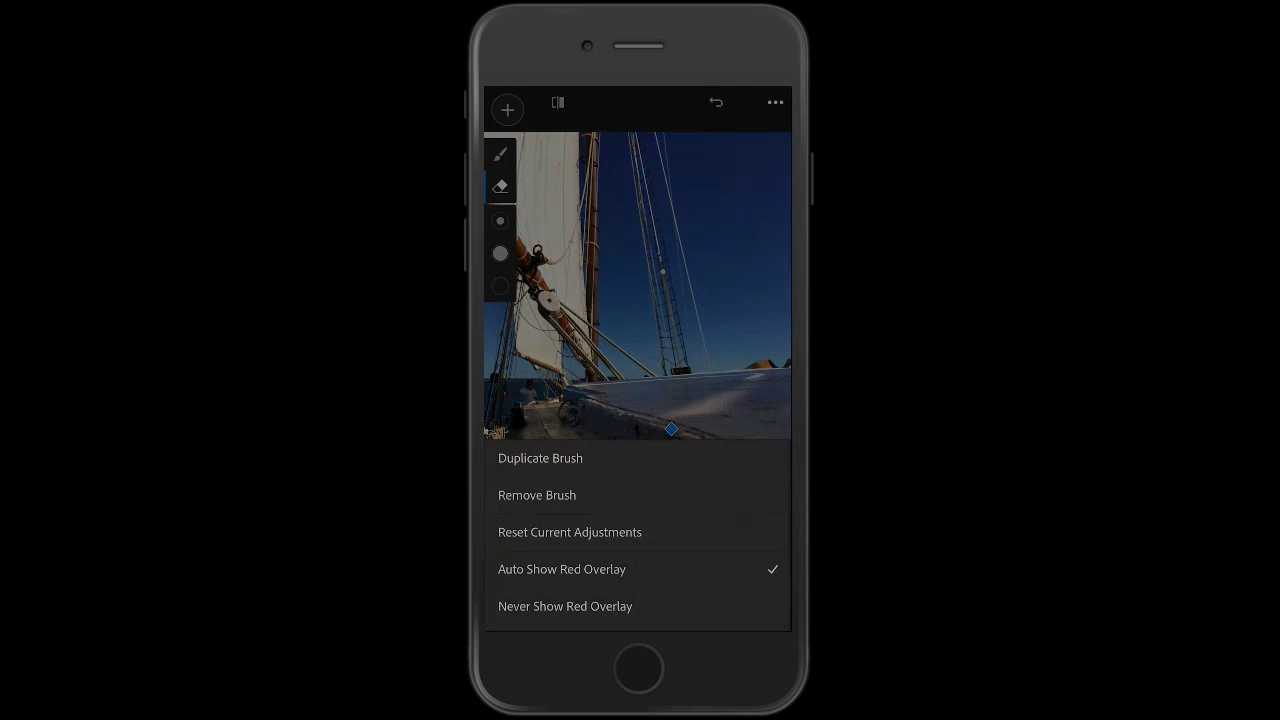 Duplicate Brush
Remove Brush
Reset Current Adjustments
Auto Show Red Overlay
Never Show Red Overlay